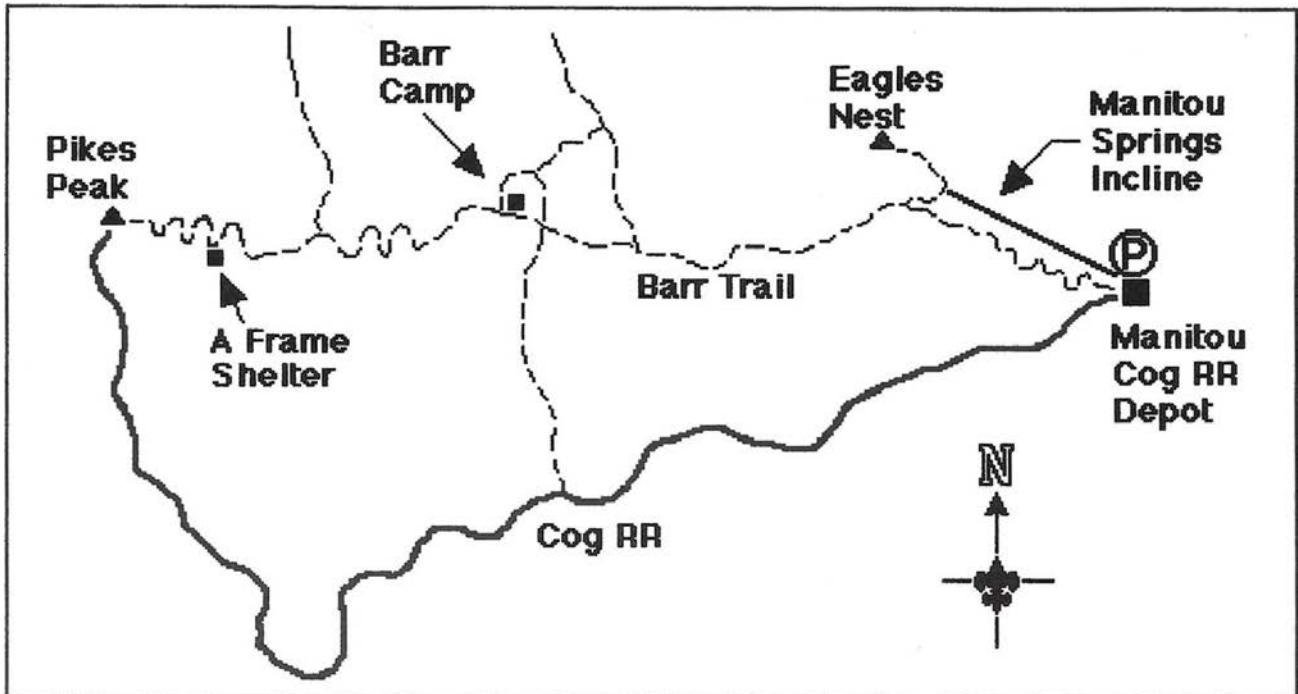 Barr
Camp
Eagles
Nest
Manitou
Springs
Incline
Pikes
Peak
P
Barr Trail
A Frame
Shelter
Manitou
Cog RR
Depot
N
Cog RR